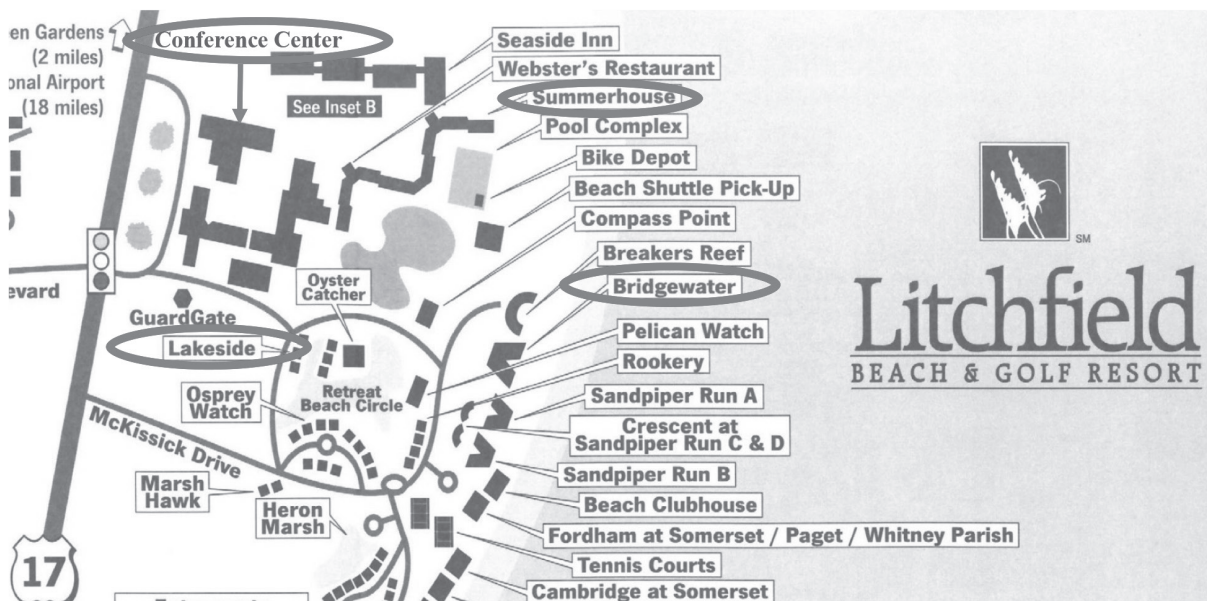 en Gardens
(2 miles)
onal Airport
(18 miles)
Conference Center
See Inset B
Seaside Inn
Webster's Restaurant
Summerhouse
Pool Complex
Bike Depot
Beach Shuttle Pick-Up
Compass Point
Breakers Reef
Bridgewater
Pelican Watch
Rookery
Sandpiper Run A
Crescent at
Sandpiper Run C & D
Sandpiper Run B
Beach Clubhouse
Fordham at Somerset / Paget / Whitney Parish
Tennis Courts
Cambridge at Somerset
evard
GuardGate
Oyster
Catcher
Lakeside
Retreat
Beach Circle
Osprey
Watch
McKissick Drive
Marsh
Hawk
Heron
Marsh
17
SM
Litchfield
BEACH & GOLF RESORT